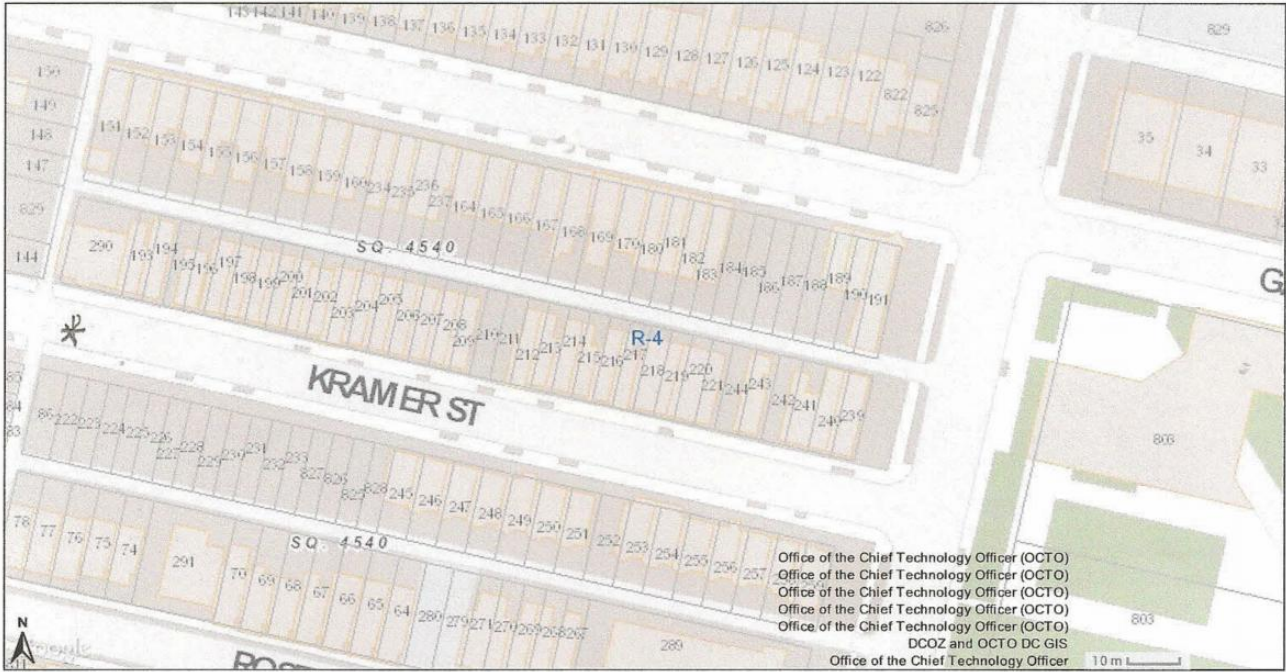 143 142 141 140 139 138 137 136 135 134 133 132 131 130 129 128 127 126 125 124 123 122 822 825
826
829
150
149
148
147
829
144
151 152 153 154 155 156 157 158 159 160 234 235 236 237 164 165 166 167 168 169 170 180 181 182 183 184 185 186 187 188 189 190 191
35 34 33
SQ. 4540
290 193 194 195 196 197 198 199 200 201 202 203 204 205 206 207 208 209 210 211 212 213 214 215 216 217 218 219 220 221 244 243 242 241 240 239
R-4
KRAMER ST
803
85
84
83
86 222 223 224 225 226 227 228 229 230 231 232 233 827 826 825 828 245 246 247 248 249 250 251 252 253 254 255 256 257
SQ. 4540
78 77 76 75 74 291 70 69 68 67 66 65 64 280 279 271 270 269 268 267
289
803
Office of the Chief Technology Officer (OCTO)
Office of the Chief Technology Officer (OCTO)
Office of the Chief Technology Officer (OCTO)
Office of the Chief Technology Officer (OCTO)
Office of the Chief Technology Officer (OCTO)
DCOZ and OCTO DC GIS
Office of the Chief Technology Officer
10 m
N